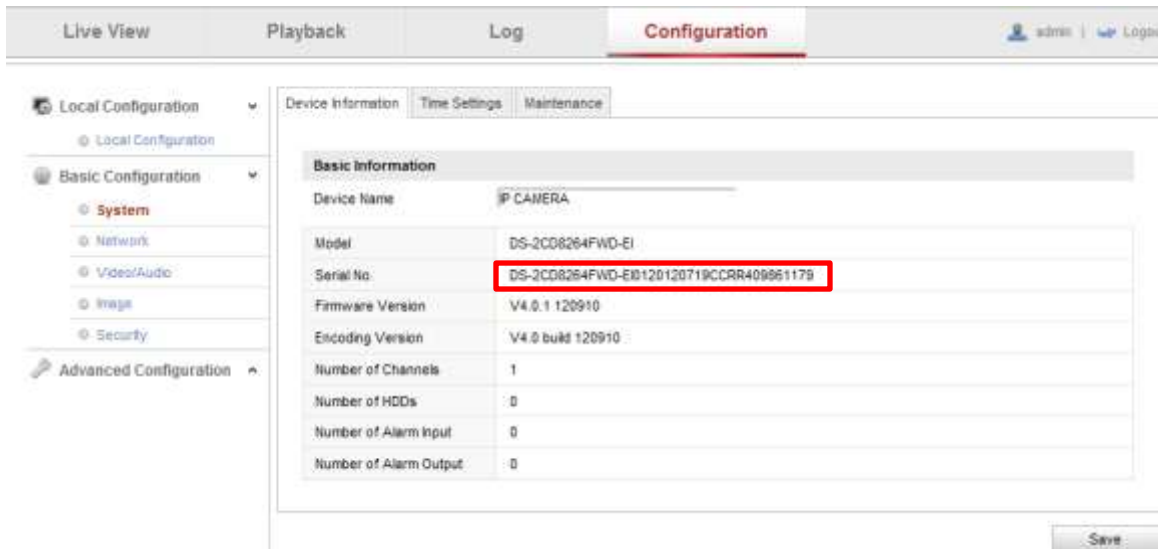 Live View Playback Log Configuration admin | Logou
Local Configuration
Local Configuration
Basic Configuration
System
Network
Video/Audio
Image
Security
Advanced Configuration
Device Information Time Settings Maintenance
Basic Information
Device Name IP CAMERA
Model DS-2CD8264FWD-EI
Serial No. DS-2CD8264FWD-EI0120120719CCRR409861179
Firmware Version V4.0.1 120910
Encoding Version V4.0 build 120910
Number of Channels 1
Number of HDDs 0
Number of Alarm Input 0
Number of Alarm Output 0
Save